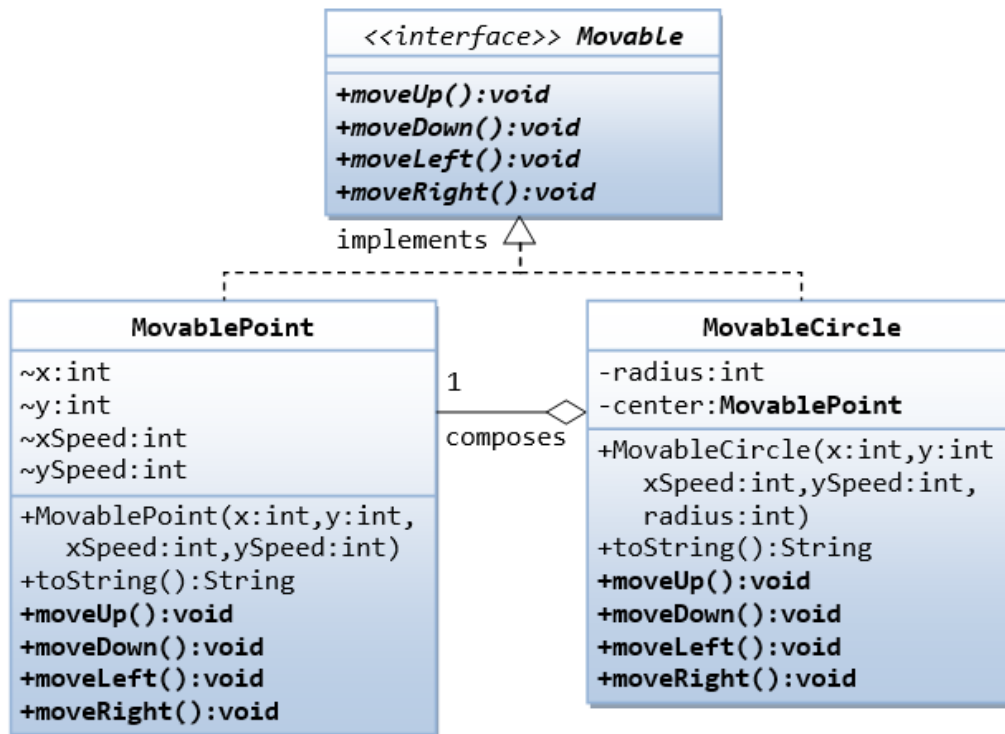 <<interface>> Movable
+moveUp():void
+moveDown():void
+moveLeft():void
+moveRight():void
implements
MovablePoint
~x:int
~y:int
~xSpeed:int
~ySpeed:int
+MovablePoint(x:int,y:int,
xSpeed:int,ySpeed:int)
+toString():String
+moveUp():void
+moveDown():void
+moveLeft():void
+moveRight():void
1
composes
MovableCircle
-radius:int
-center:MovablePoint
+MovableCircle(x:int,y:int
xSpeed:int,ySpeed:int,
radius:int)
+toString():String
+moveUp():void
+moveDown():void
+moveLeft():void
+moveRight():void